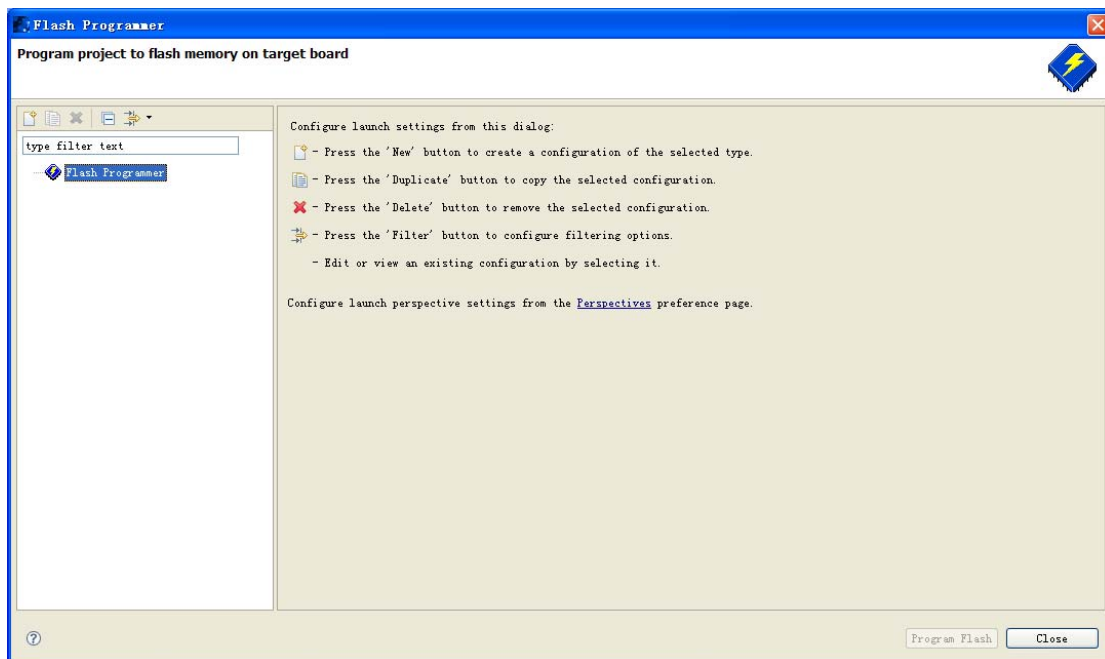 Flash Programmer
Program project to flash memory on target board
type filter text
Flash Programmer
Configure launch settings from this dialog:
- Press the 'New' button to create a configuration of the selected type.
- Press the 'Duplicate' button to copy the selected configuration.
- Press the 'Delete' button to remove the selected configuration.
- Press the 'Filter' button to configure filtering options.
- Edit or view an existing configuration by selecting it.
Configure launch perspective settings from the Perspectives preference page.
Program Flash
Close